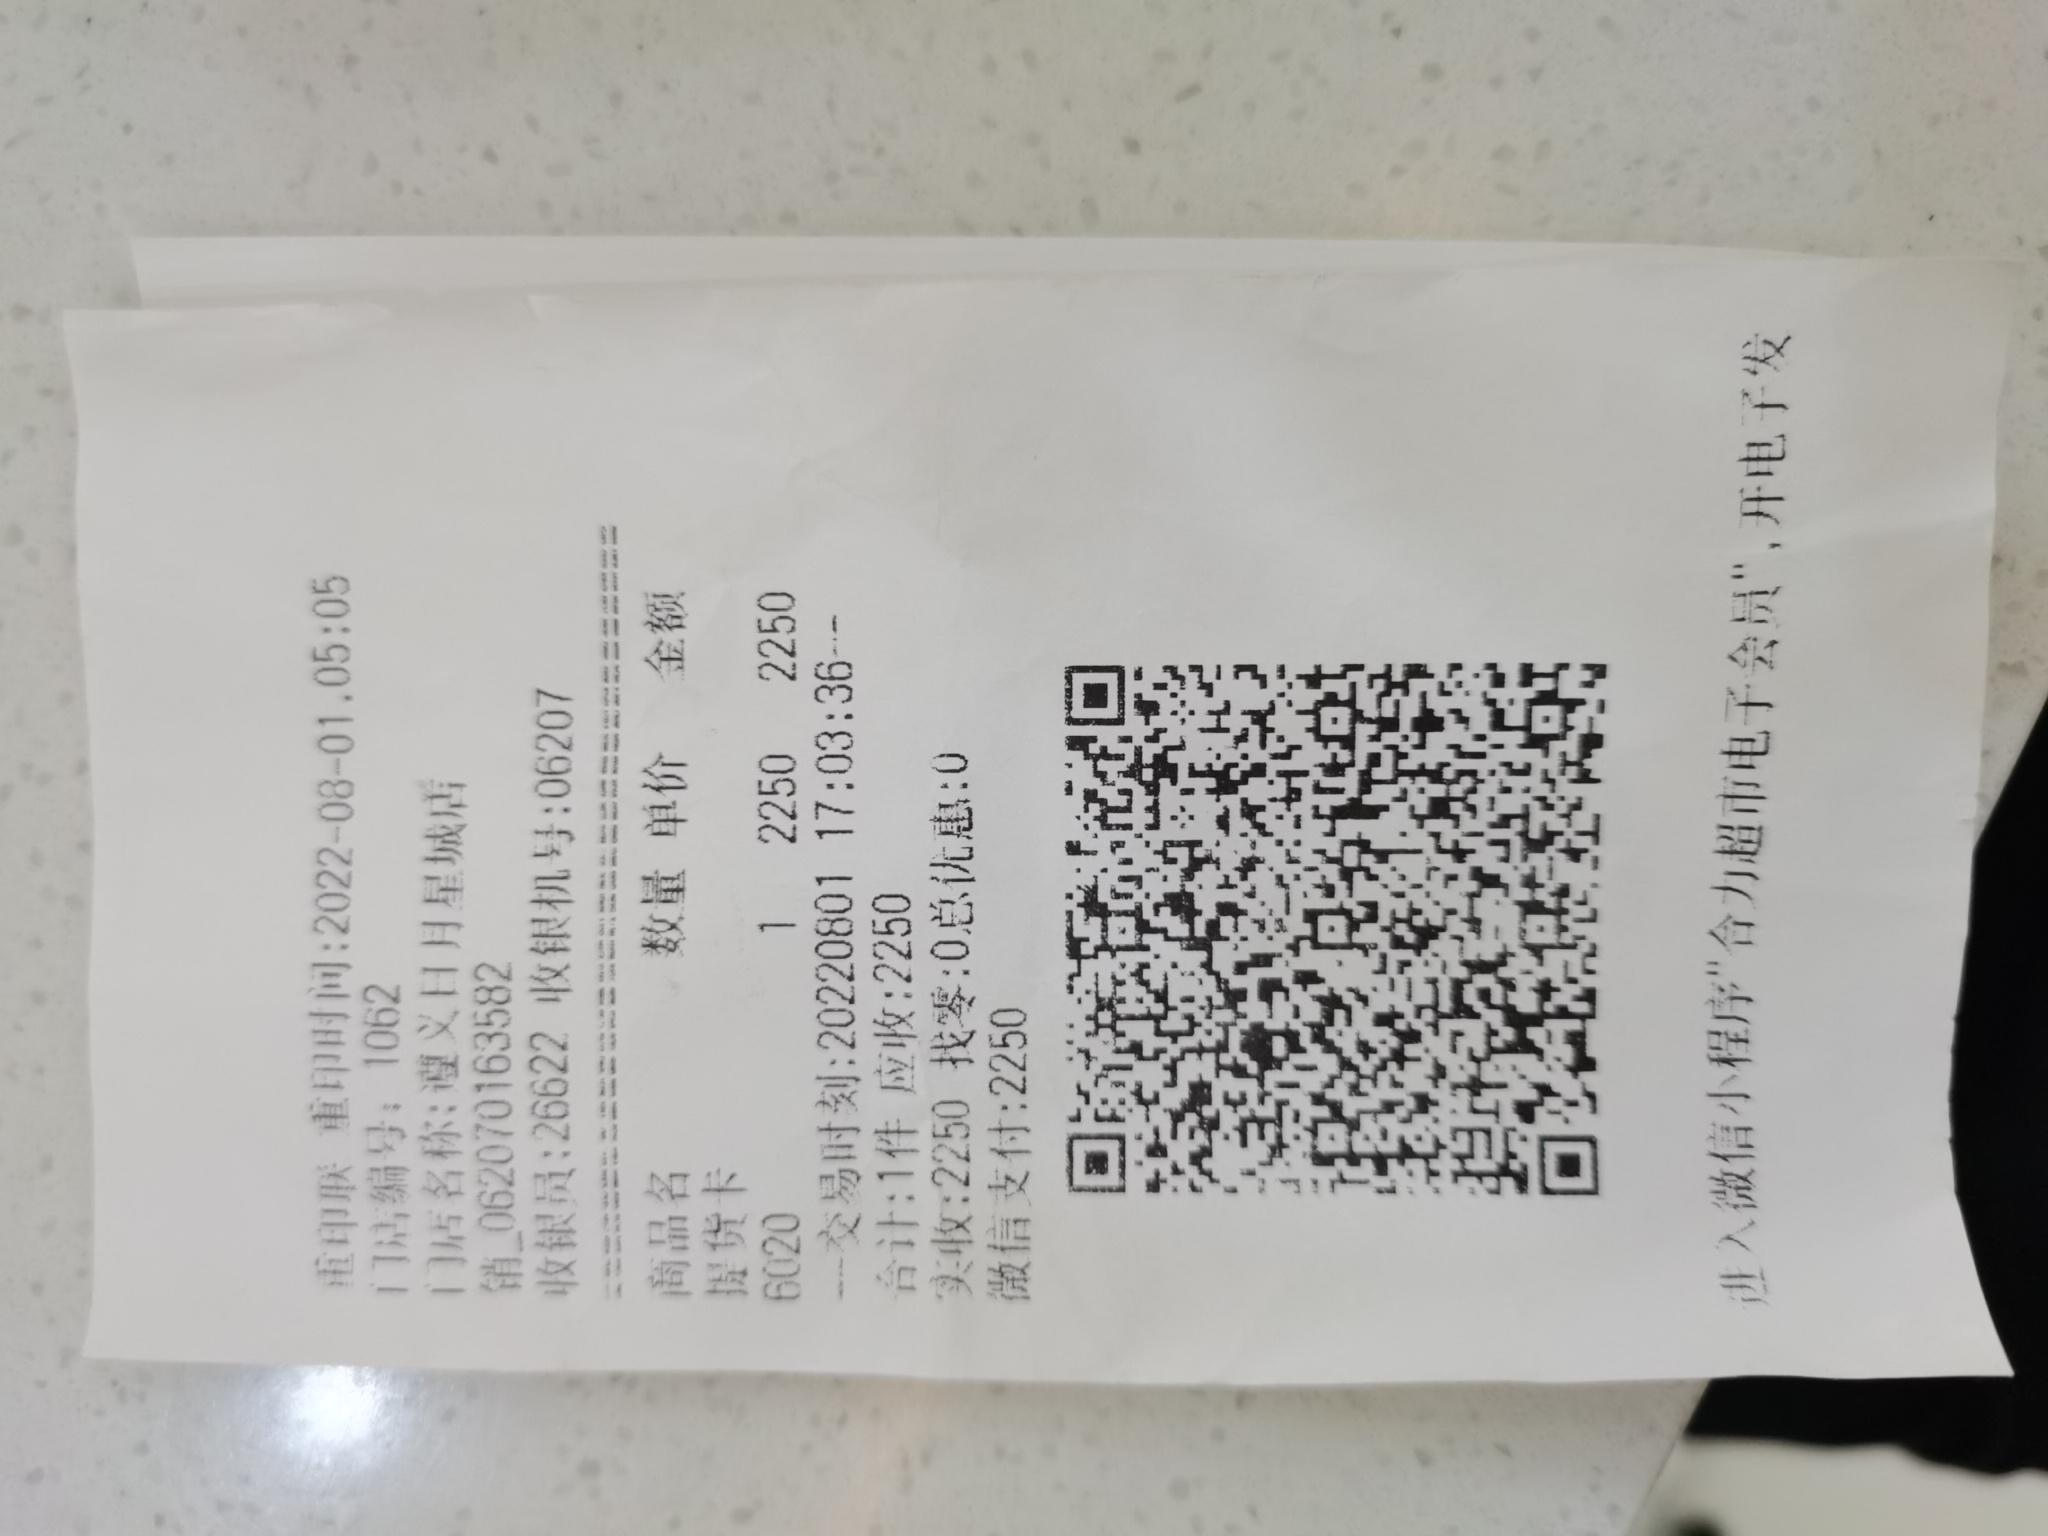 重印联 重印时间:2022-08-01,05:05
门店编号: 1062
门店名称:遵义日月星城店
销_0620701635582
收银员:26622 收银机号:06207
商品名 数量 单价 金额
提货卡
6020 1 2250 2250
---交易时刻:20220801 17:03:36---
合计:1件 应收:2250
实收:2250 找零:0总优惠:0
微信支付:2250
进入微信小程序"合力超市电子会员",开电子发